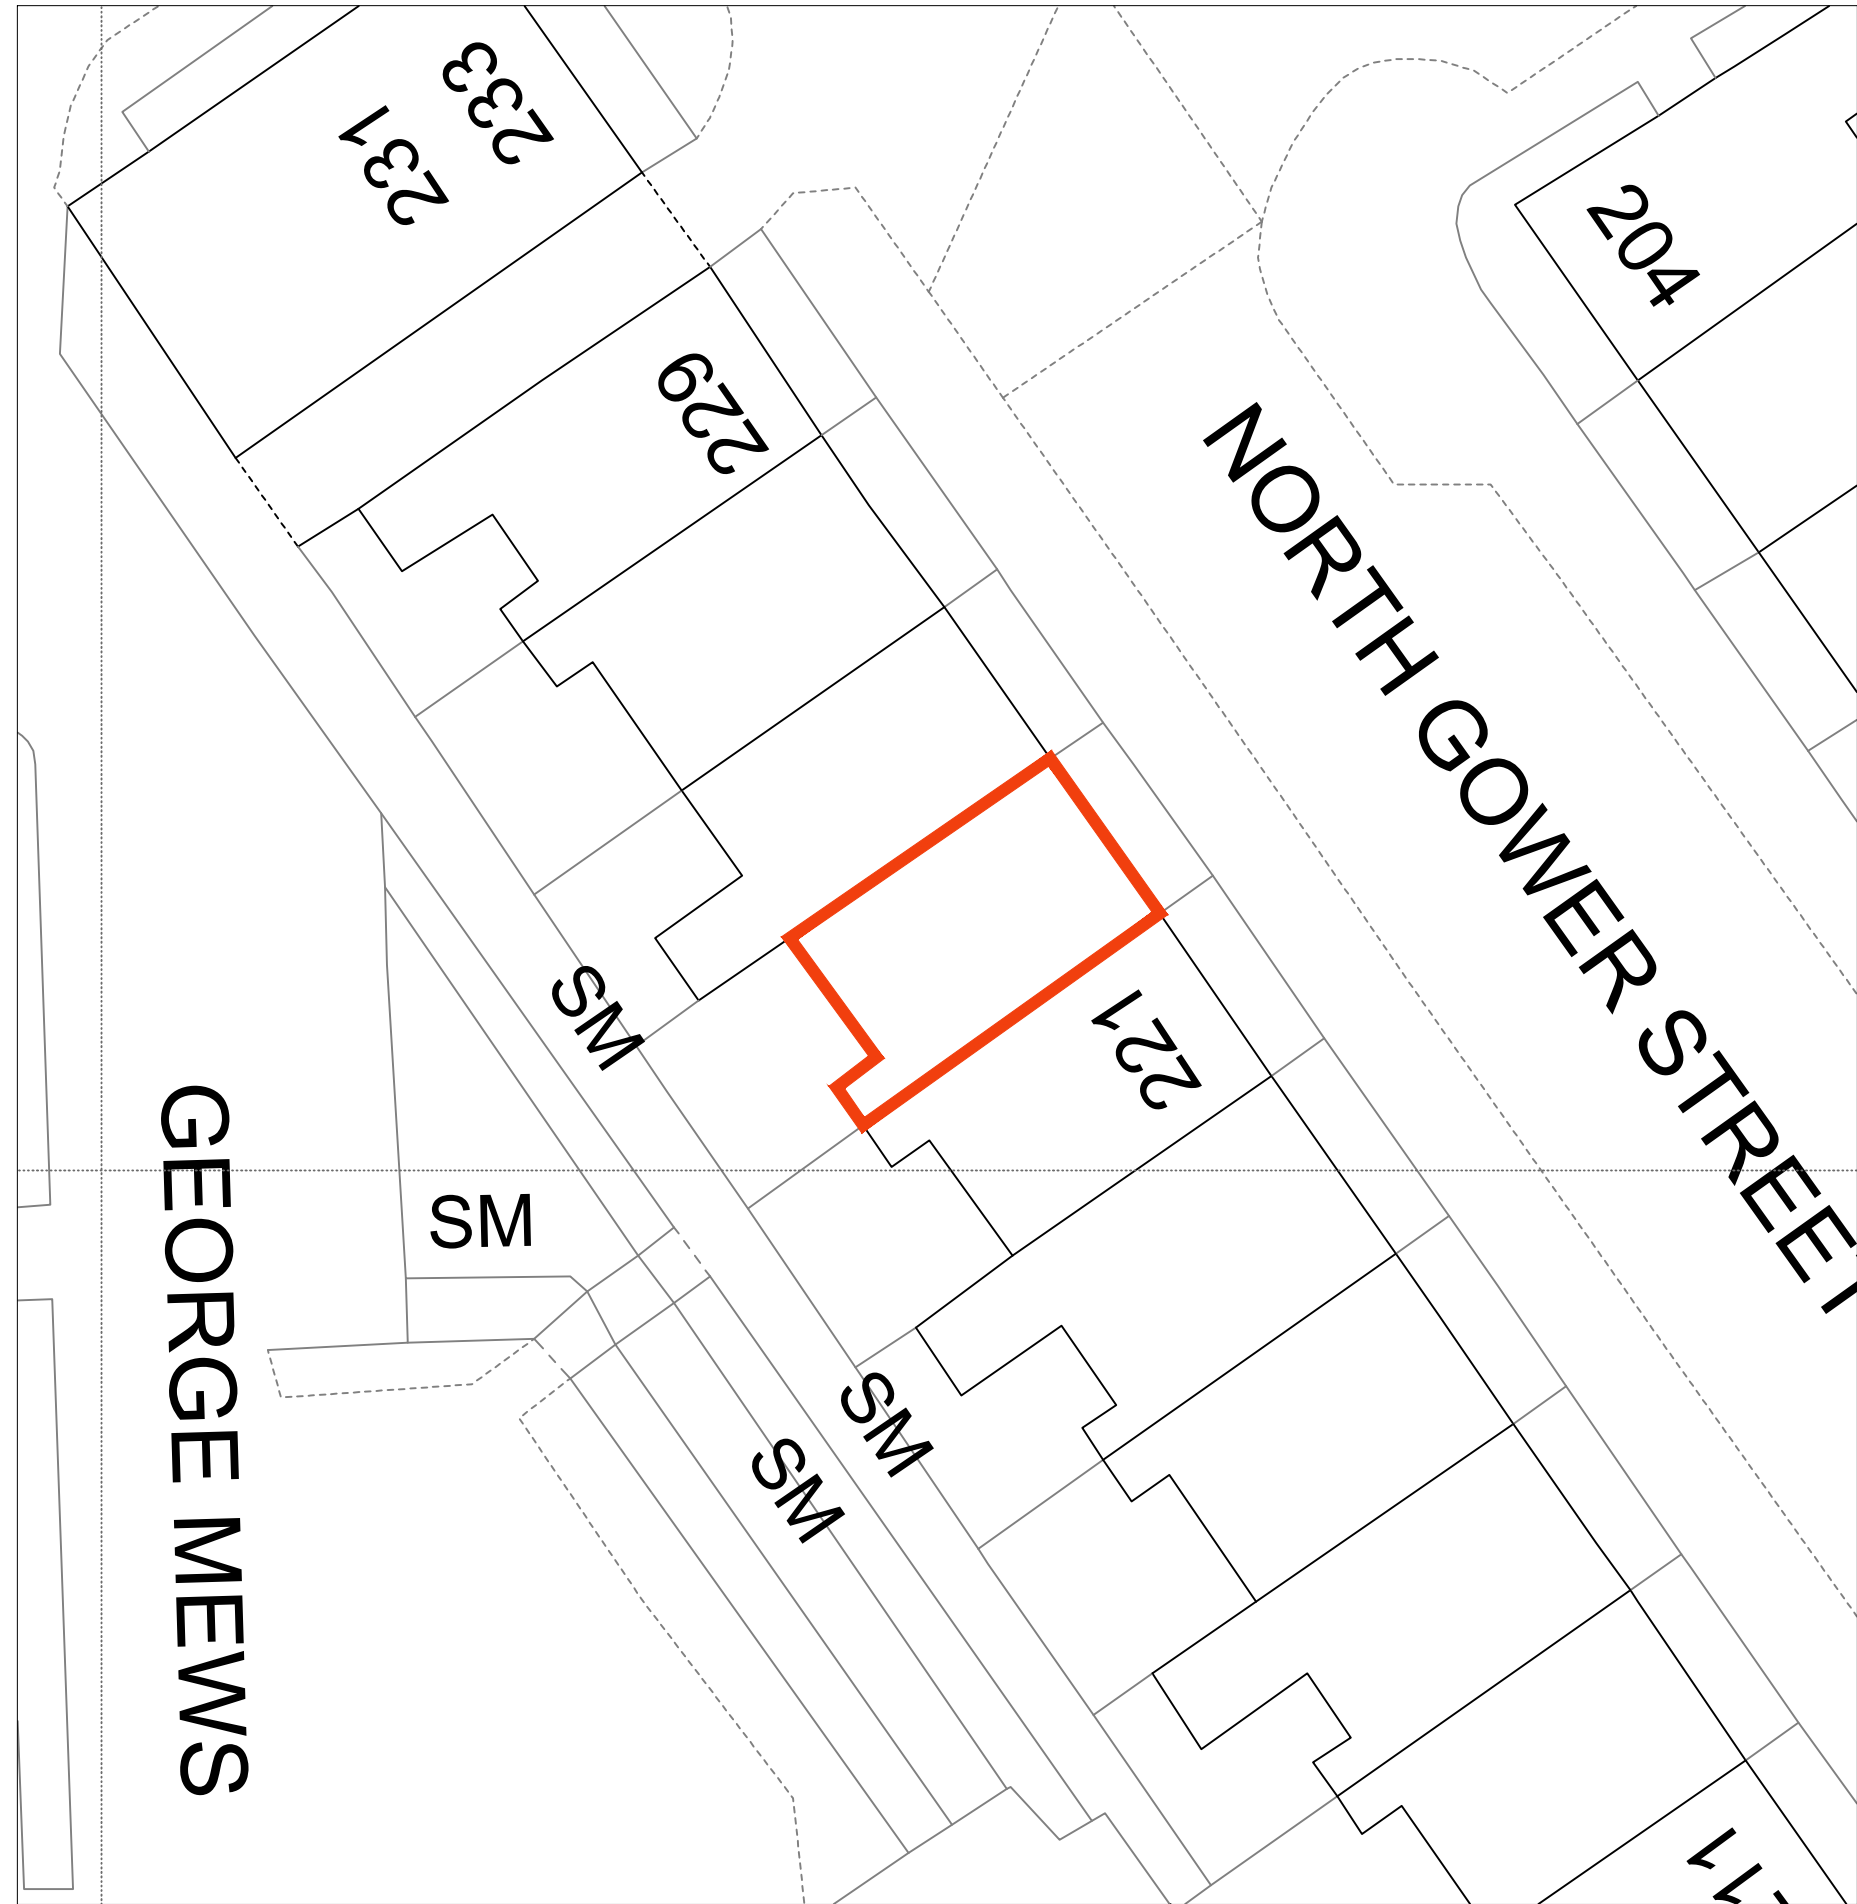 233
231
204
229
NORTH GOWER STREET
SM
221
GEORGE MEWS
SM
SM
SM